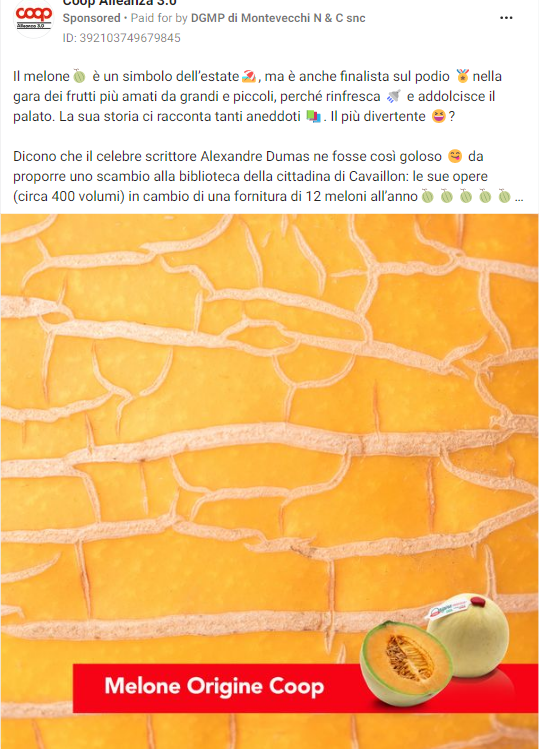 Coop Alleanza 3.0
coop
Alleanza 3.0
Sponsored • Paid for by DGMP di Montevecchi N & C snc
ID: 392103749679845
Il melone🍈 è un simbolo dell'estate🏖️, ma è anche finalista sul podio 🏅nella
gara dei frutti più amati da grandi e piccoli, perché rinfresca 🚿 e addolcisce il
palato. La sua storia ci racconta tanti aneddoti 📚. Il più divertente 😆?
Dicono che il celebre scrittore Alexandre Dumas ne fosse così goloso 😋 da
proporre uno scambio alla biblioteca della cittadina di Cavaillon: le sue opere
(circa 400 volumi) in cambio di una fornitura di 12 meloni all'anno🍈 🍈 🍈 🍈 🍈 ...
Melone Origine Coop